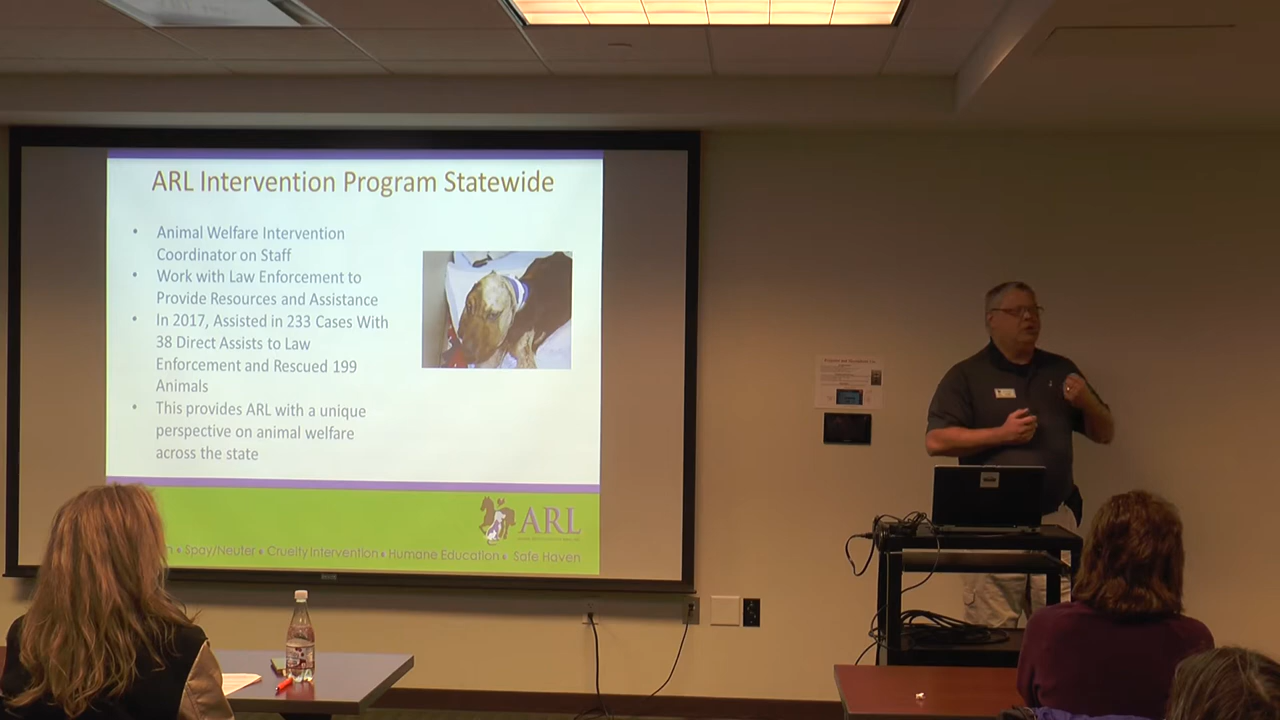 ARL Intervention Program Statewide
• Animal Welfare Intervention
Coordinator on Staff
• Work with Law Enforcement to
Provide Resources and Assistance
• In 2017, Assisted in 233 Cases With
38 Direct Assists to Law
Enforcement and Rescued 199
Animals
• This provides ARL with a unique
perspective on animal welfare
across the state
ARL
• Spay/Neuter • Cruelty Intervention • Humane Education • Safe Haven